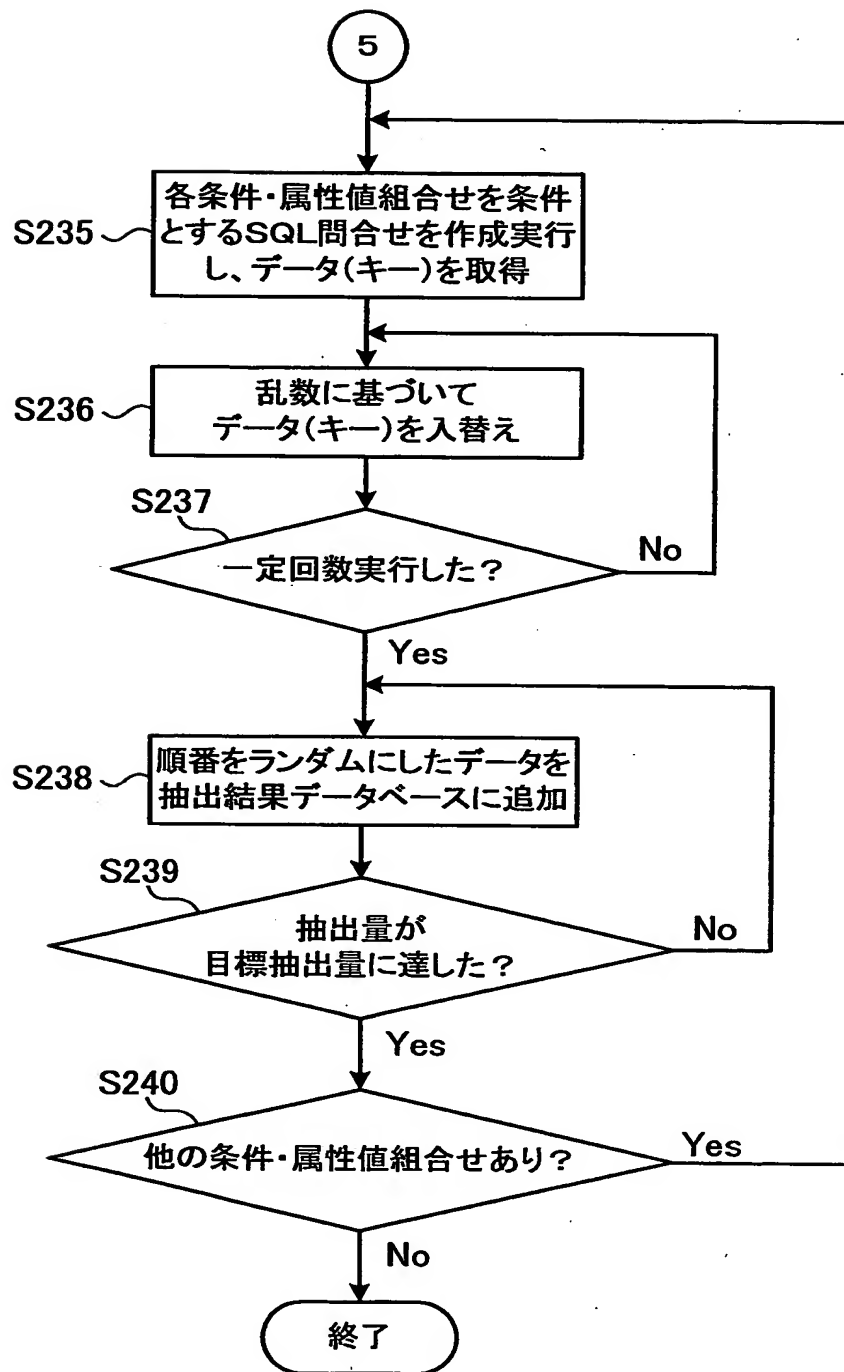 5
S235
各条件・属性値組合せを条件
とするSQL問合せを作成実行
し、データ(キー)を取得
S236
乱数に基づいて
データ(キー)を入替え
S237
一定回数実行した?
No
Yes
S238
順番をランダムにしたデータを
抽出結果データベースに追加
S239
抽出量が
目標抽出量に達した?
No
Yes
S240
他の条件・属性値組合せあり?
Yes
No
終了